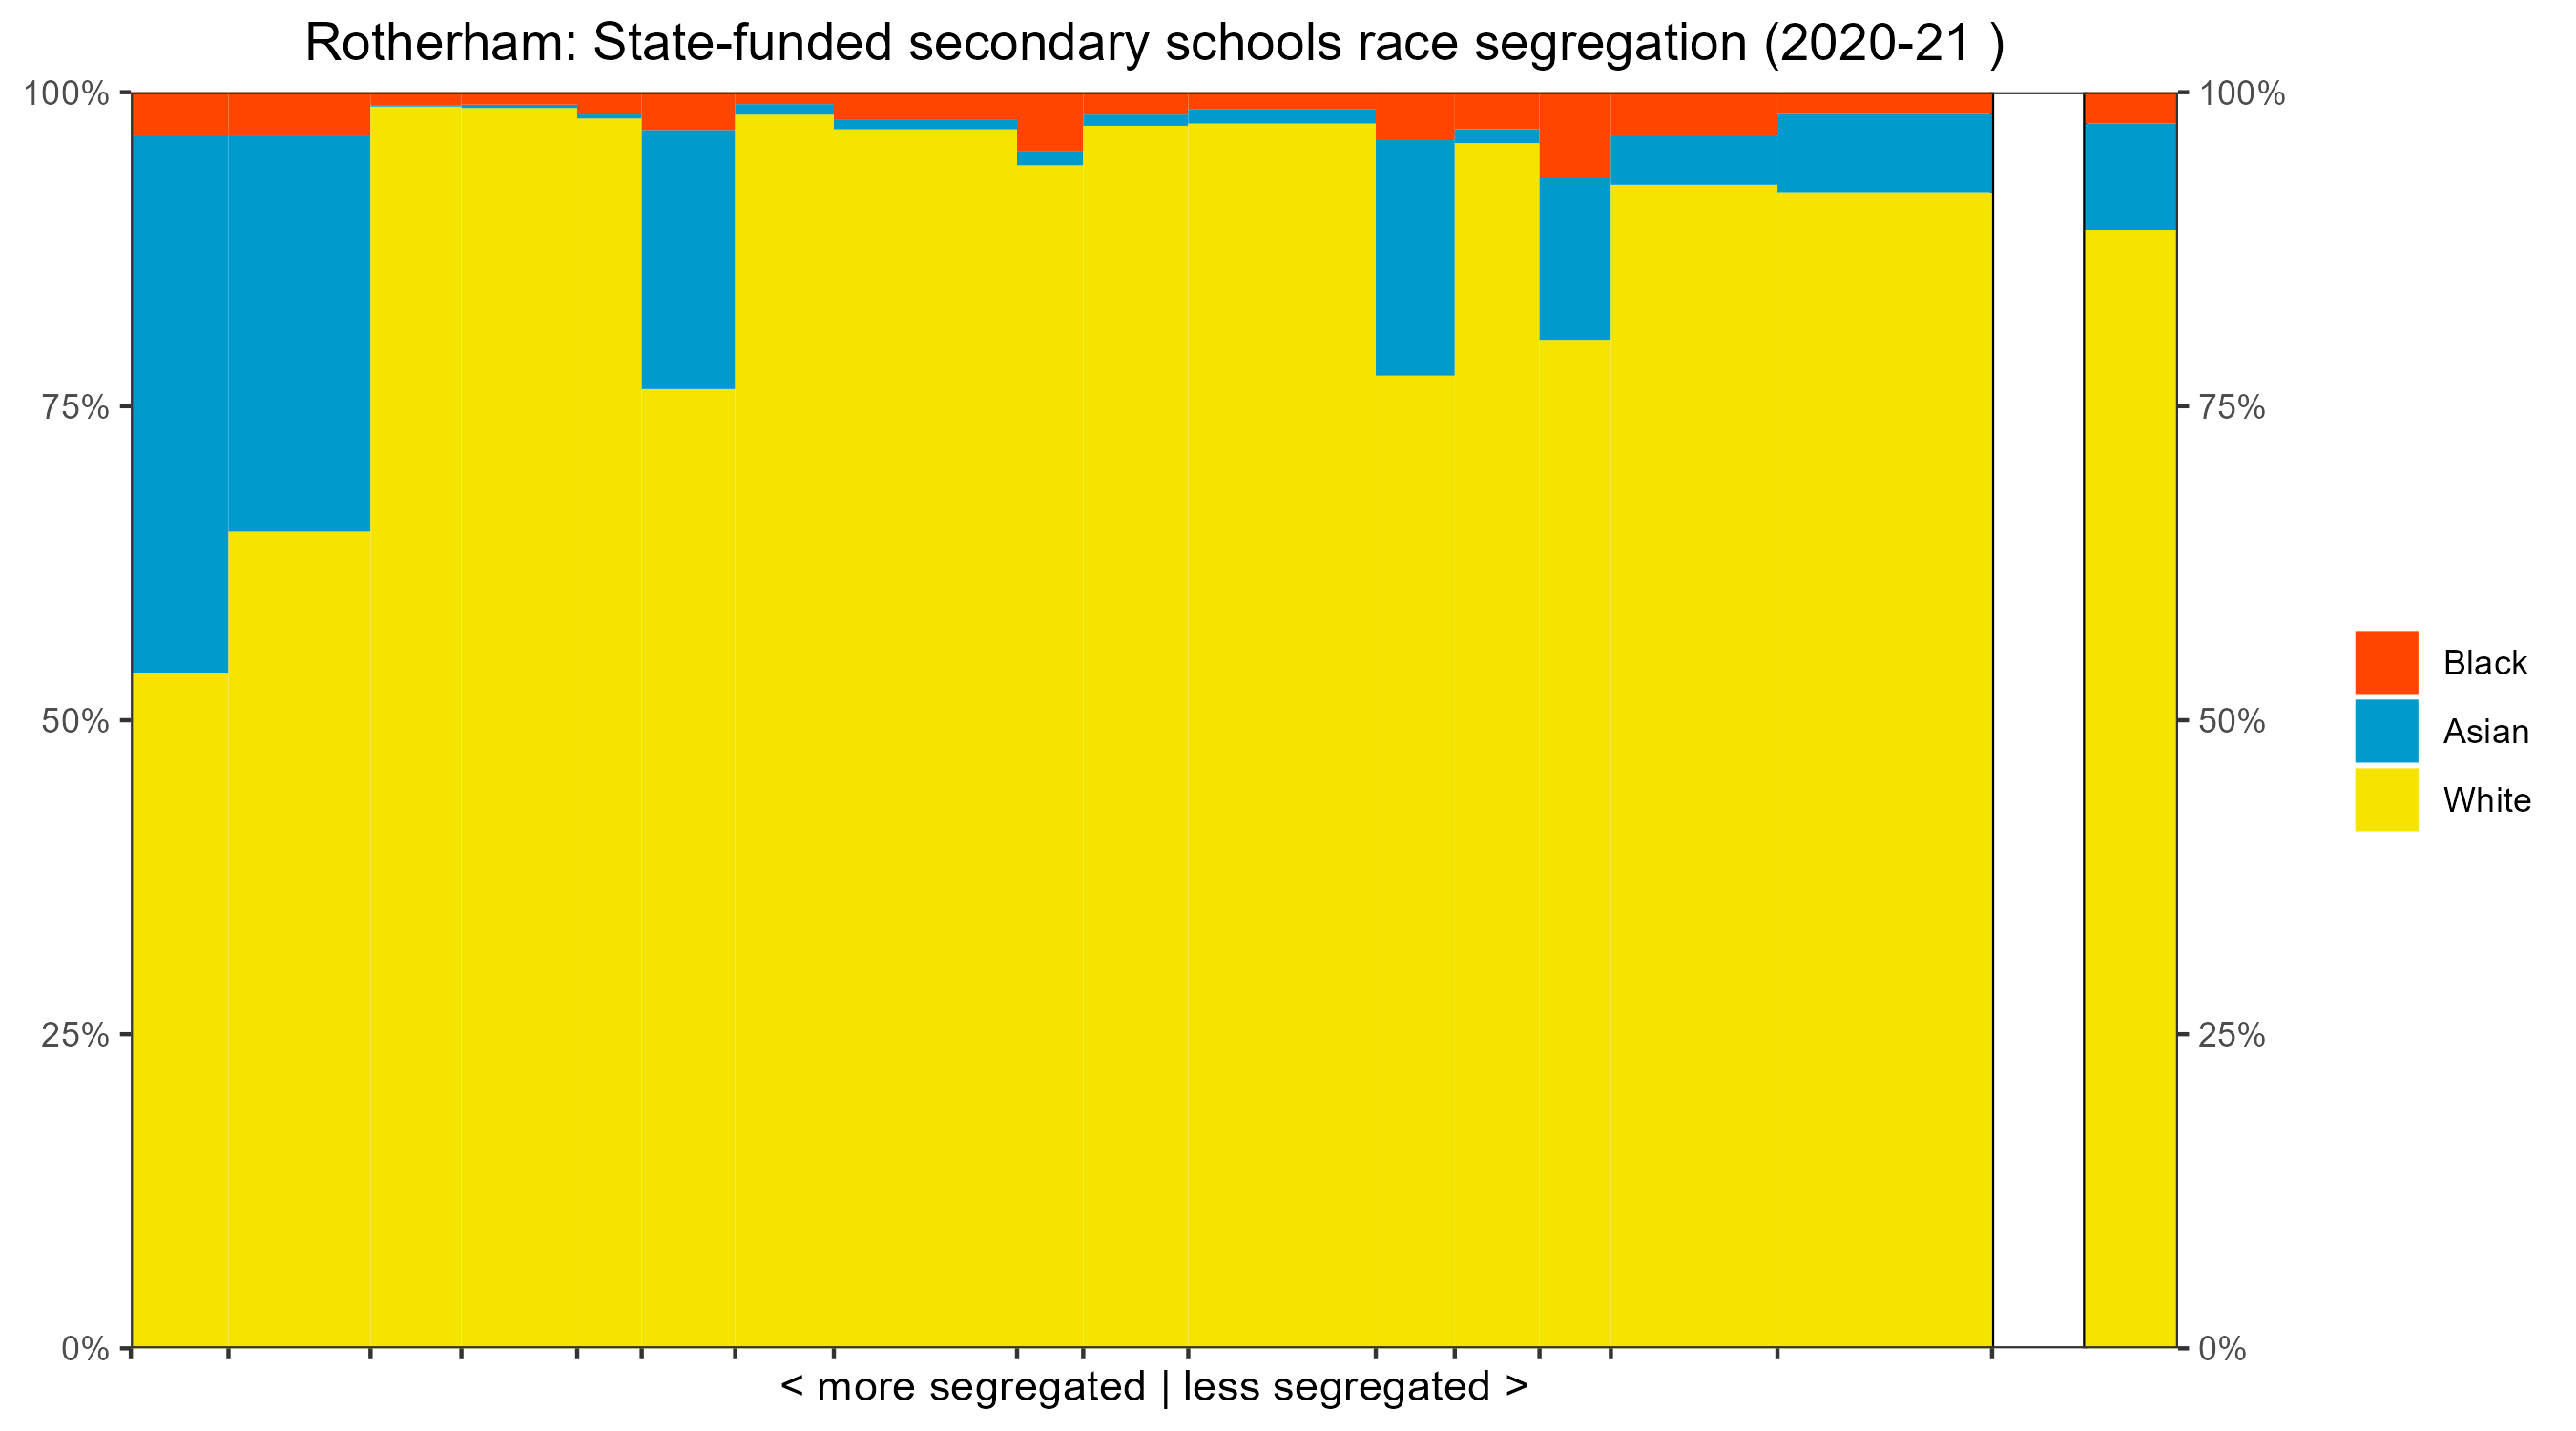 Rotherham: State-funded secondary schools race segregation (2020-21 )
100%
75%
50%
25%
0%
100%
75%
50%
25%
0%
Black
Asian
White
< more segregated | less segregated >